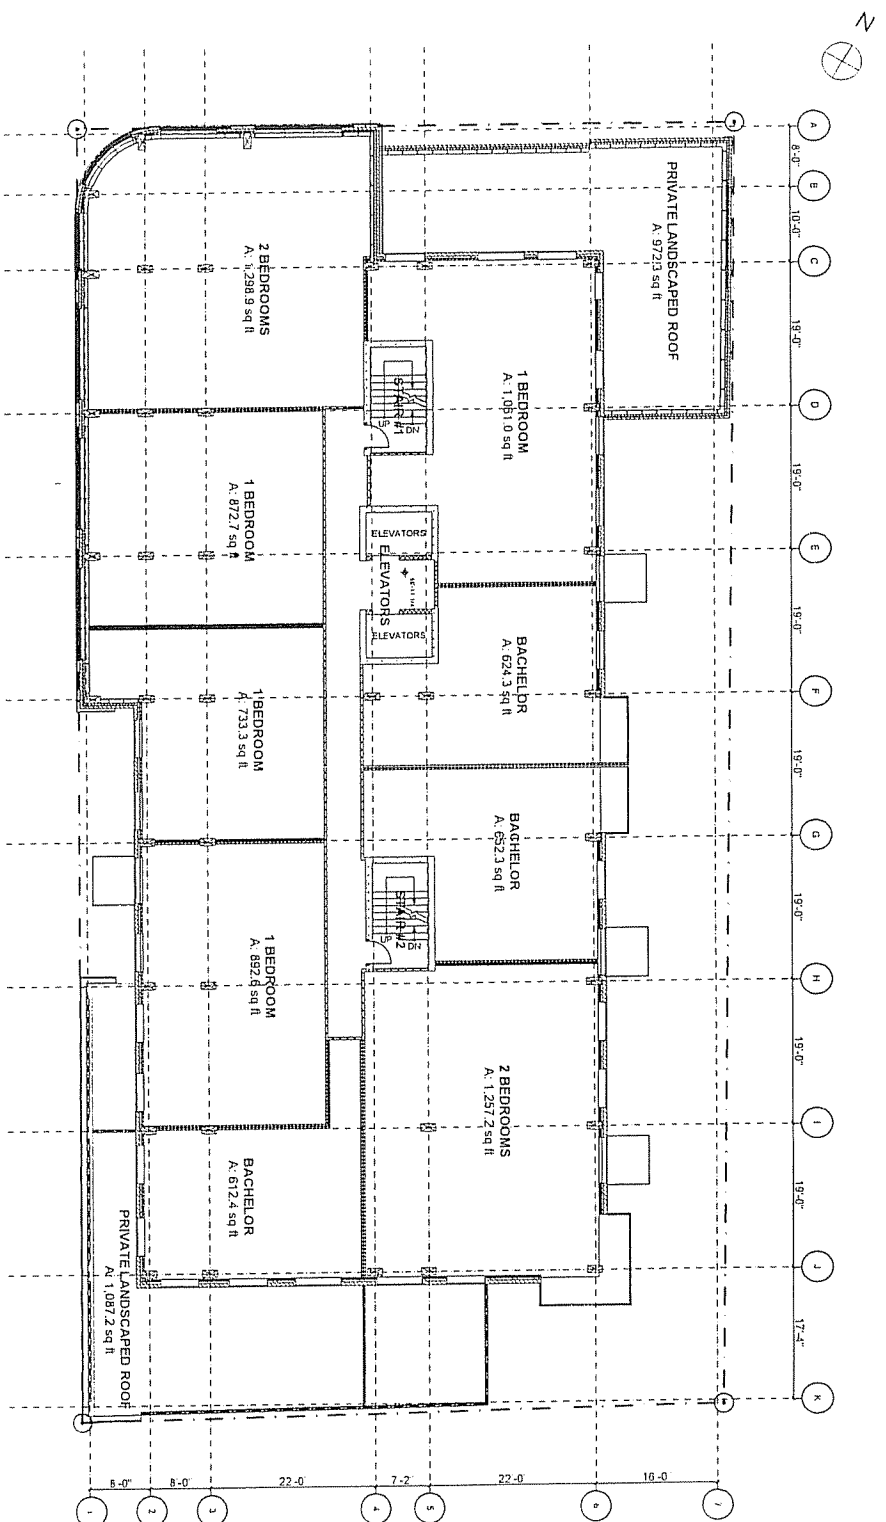 N
A
8'-0"
B
10'-0"
C
19'-0"
D
19'-0"
E
19'-0"
F
19'-0"
G
19'-0"
H
19'-0"
I
19'-0"
J
17'-4"
K
PRIVATE LANDSCAPED ROOF
A: 972.3 sq ft
2 BEDROOMS
A: 1,298.9 sq ft
1 BEDROOM
A: 1,061.0 sq ft
STAIR #1
UP
DN
1 BEDROOM
A: 872.7 sq ft
ELEVATORS
ELEVATORS
ELEVATORS
BACHELOR
A: 624.3 sq ft
1 BEDROOM
A: 733.3 sq ft
BACHELOR
A: 652.3 sq ft
STAIR #2
UP
DN
1 BEDROOM
A: 892.6 sq ft
2 BEDROOMS
A: 1,257.2 sq ft
BACHELOR
A: 612.4 sq ft
PRIVATE LANDSCAPED ROOF
A: 1,087.2 sq ft
8'-0"
22'-0
7'-2"
22'-0
16'-0
1
2
3
4
5
6
7